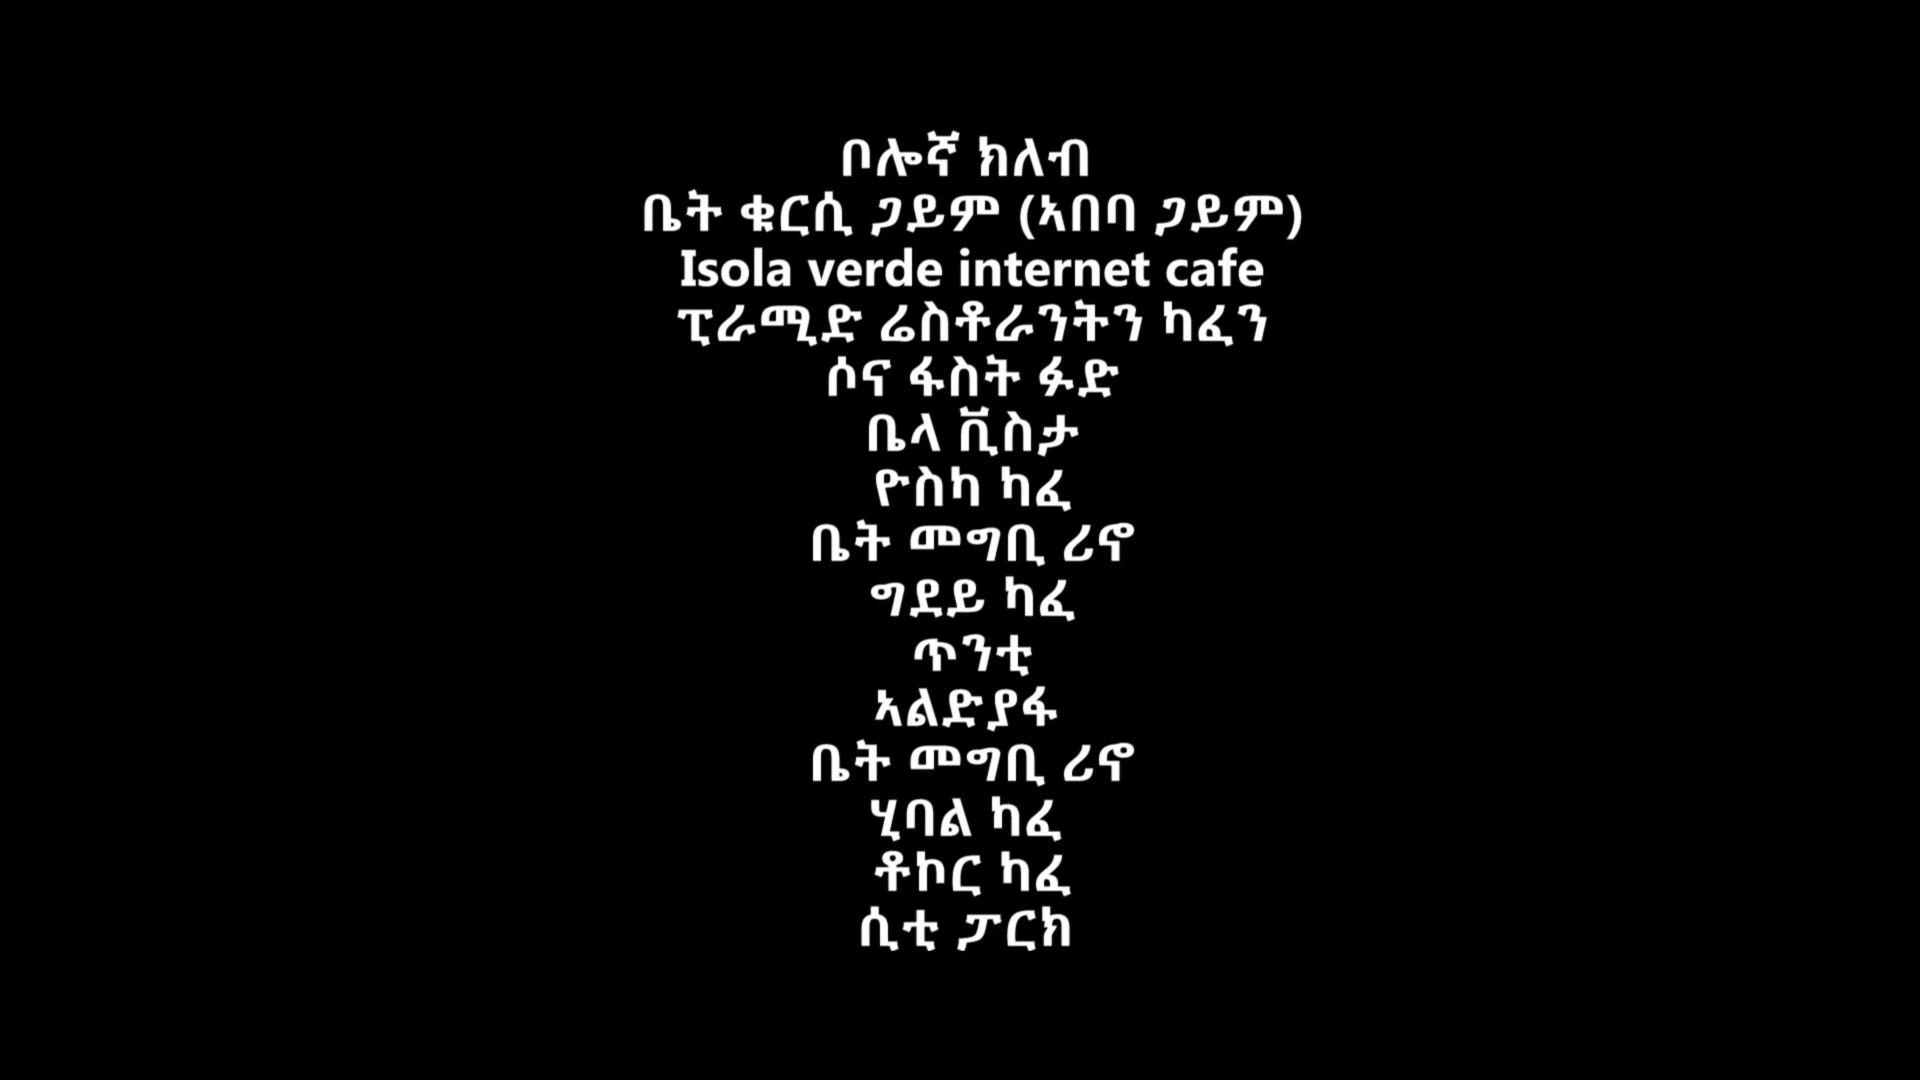 ቦሎኛ ክለብ
ቤት ቁርሲ ጋይም (ኣበባ ጋይም)
Isola verde internet cafe
ፒራሚድ ሬስቶራንትን ካፈን
ሶና ፋስት ፉድ
ቤላ ቪስታ
ዮስካ ካፈ
ቤት መግቢ ሪኖ
ግደይ ካፈ
ጥንቲ
ኣልድያፋ
ቤት መግቢ ሪኖ
ሂባል ካፈ
ቶኮር ካፈ
ሲቲ ፓርክ